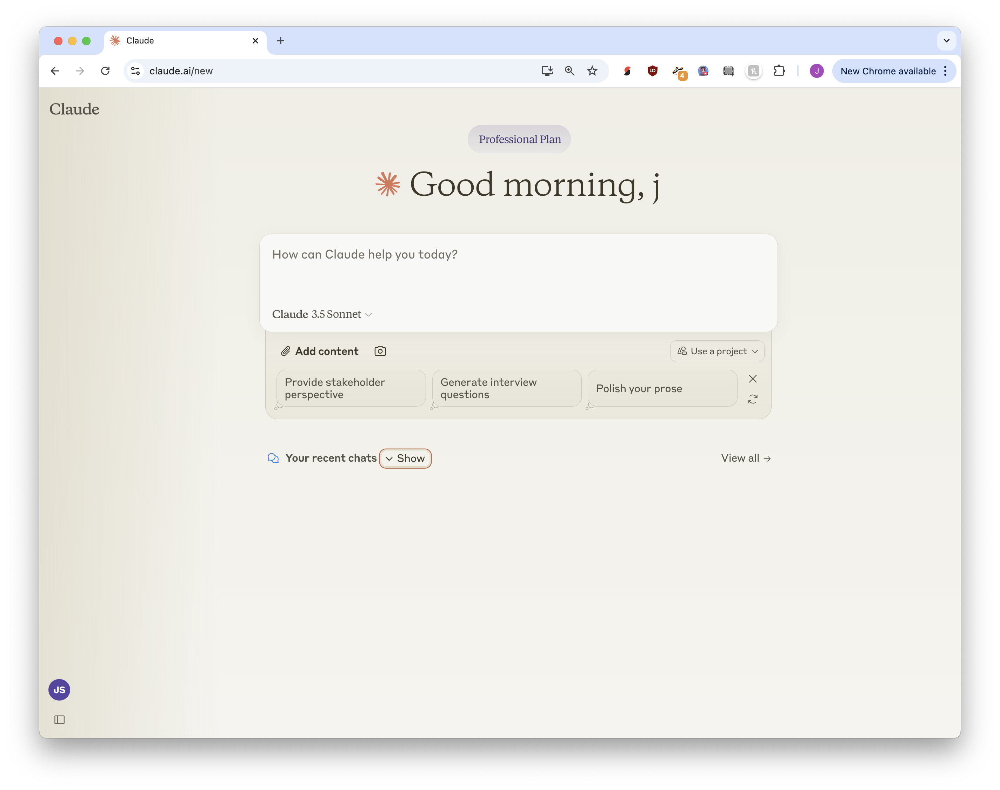 Claude
claude.ai/new
4
J
New Chrome available
Claude
Professional Plan
Good morning, j
How can Claude help you today?
Claude 3.5 Sonnet
Add content
Use a project
Provide stakeholder
perspective
Generate interview
questions
Polish your prose
Your recent chats
Show
View all →
JS